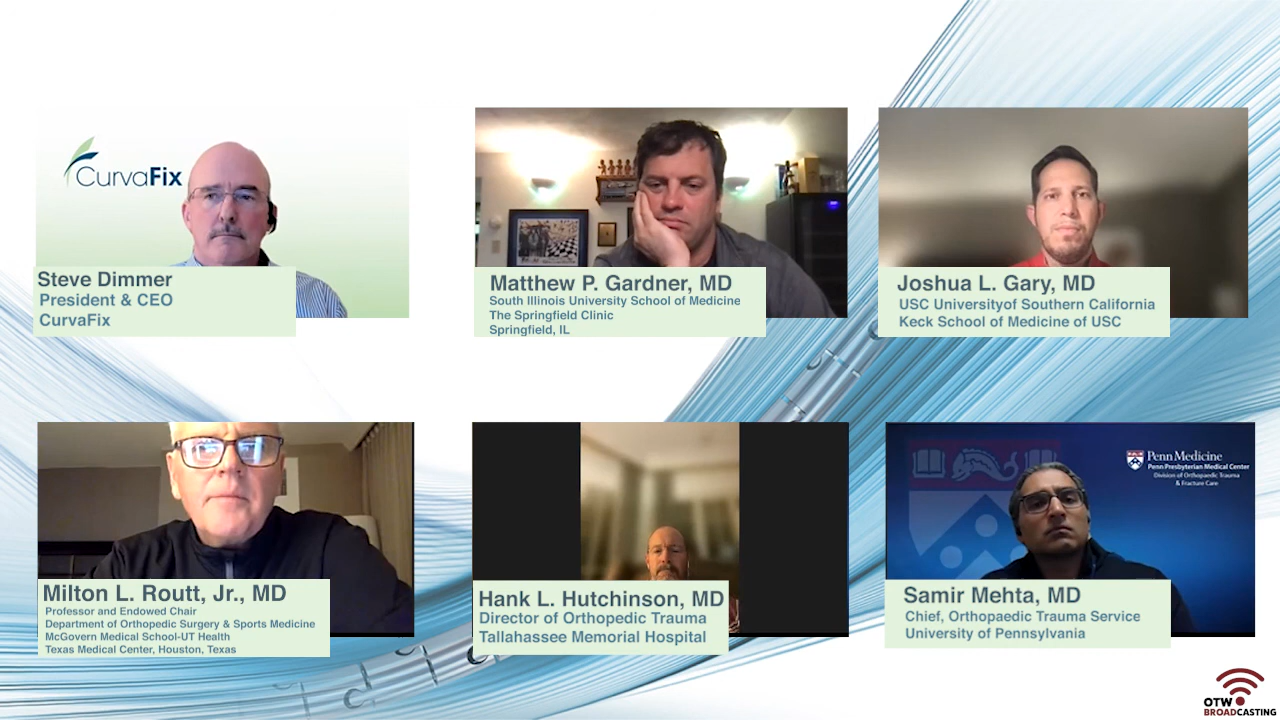 CurvaFix
Steve Dimmer
President & CEO
CurvaFix
Matthew P. Gardner, MD
South Illinois University School of Medicine
The Springfield Clinic
Springfield, IL
Joshua L. Gary, MD
USC Universityof Southern California
Keck School of Medicine of USC
Milton L. Routt, Jr., MD
Professor and Endowed Chair
Department of Orthopedic Surgery & Sports Medicine
McGovern Medical School-UT Health
Texas Medical Center, Houston, Texas
Hank L. Hutchinson, MD
Director of Orthopedic Trauma
Tallahassee Memorial Hospital
Penn Medicine
Penn Presbyterian Medical Center
Division of Orthopaedic Trauma
& Fracture Care
Samir Mehta, MD
Chief, Orthopaedic Trauma Service
University of Pennsylvania
OTW
BROADCASTING